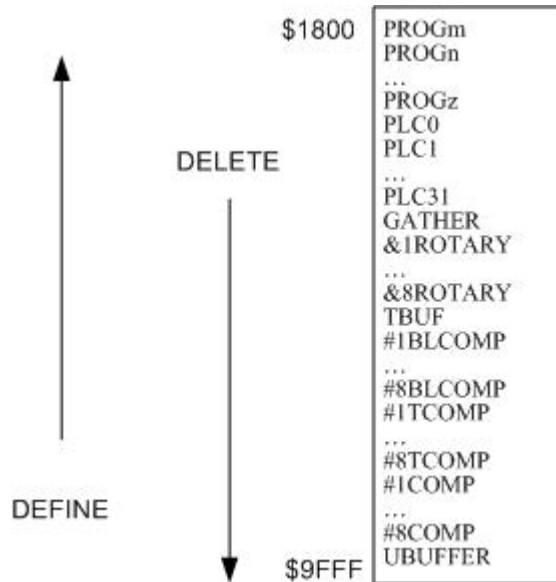 $1800
PROGm
PROGn
...
PROGz
PLC0
PLC1
...
PLC31
GATHER
&1ROTARY
...
&8ROTARY
TBUF
#1BLCOMP
...
#8BLCOMP
#1TCOMP
...
#8TCOMP
#1COMP
...
#8COMP
UBUFFER
$9FFF
DELETE
DEFINE